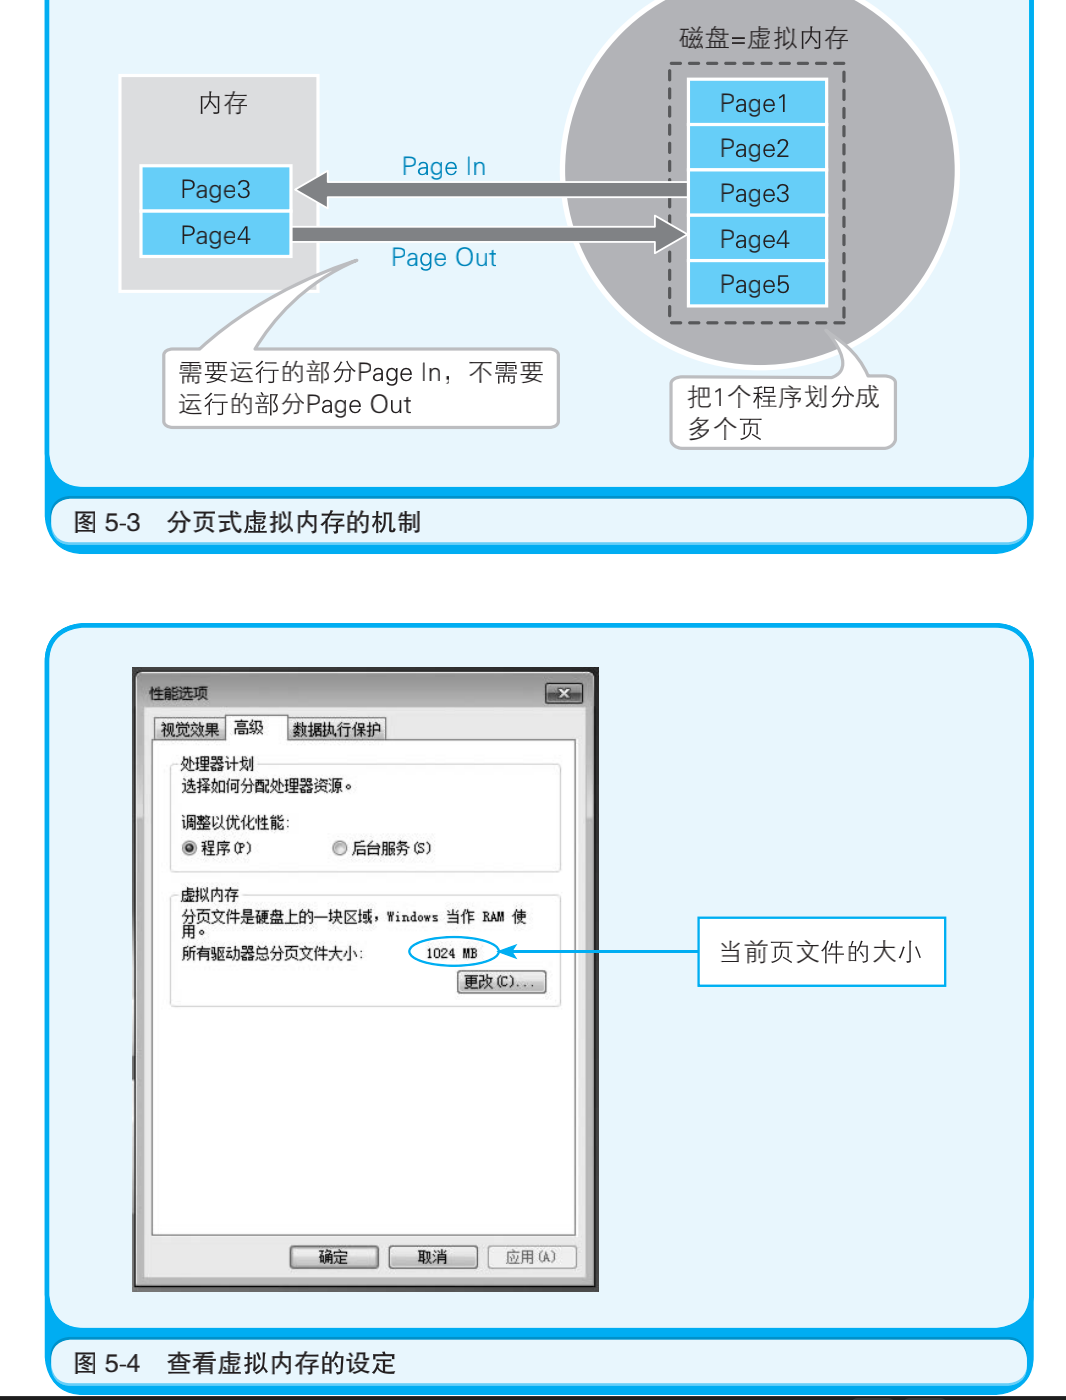 磁盘=虚拟内存
内存
Page1
Page2
Page3
Page4
Page5
Page In
Page3
Page4
Page Out
需要运行的部分Page In，不需要
运行的部分Page Out
把1个程序划分成
多个页
图 5-3 分页式虚拟内存的机制
性能选项
视觉效果 高级 数据执行保护
处理器计划
选择如何分配处理器资源。
调整以优化性能:
程序(P) 后台服务(S)
虚拟内存
分页文件是硬盘上的一块区域，Windows 当作 RAM 使
用。
所有驱动器总分页文件大小: 1024 MB
当前页文件的大小
更改(C)...
确定 取消 应用(A)
图 5-4 查看虚拟内存的设定